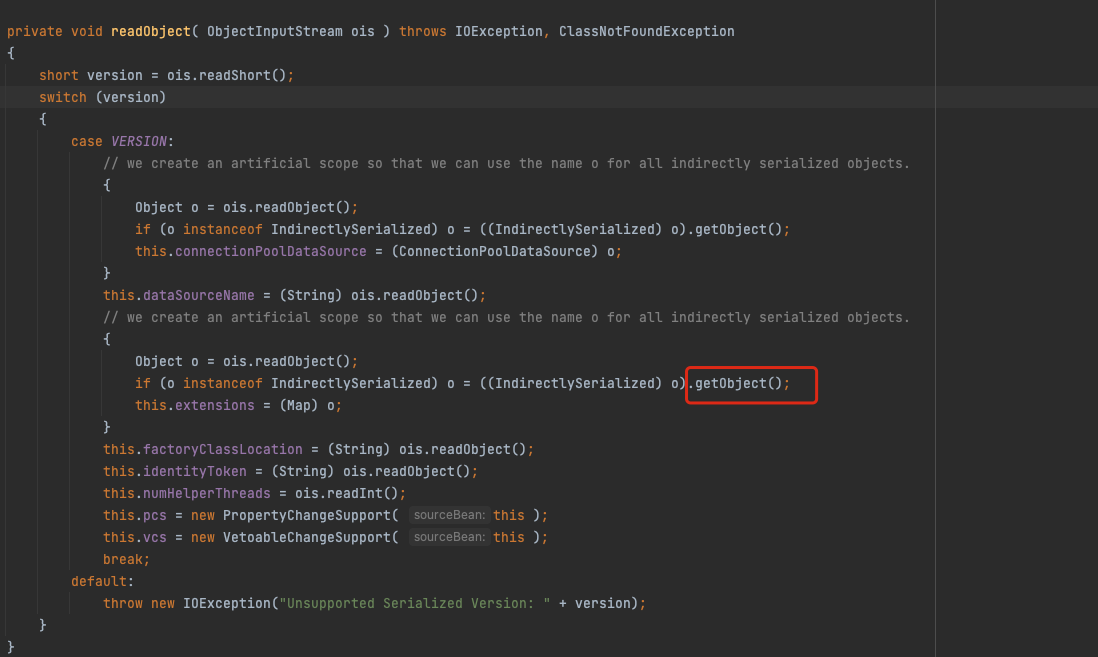 private void readObject( ObjectInputStream ois ) throws IOException, ClassNotFoundException
{
    short version = ois.readShort();
    switch (version)
    {
        case VERSION:
            // we create an artificial scope so that we can use the name o for all indirectly serialized objects.
            {
                Object o = ois.readObject();
                if (o instanceof IndirectlySerialized) o = ((IndirectlySerialized) o).getObject();
                this.connectionPoolDataSource = (ConnectionPoolDataSource) o;
            }
            this.dataSourceName = (String) ois.readObject();
            // we create an artificial scope so that we can use the name o for all indirectly serialized objects.
            {
                Object o = ois.readObject();
                if (o instanceof IndirectlySerialized) o = ((IndirectlySerialized) o).getObject();
                this.extensions = (Map) o;
            }
            this.factoryClassLocation = (String) ois.readObject();
            this.identityToken = (String) ois.readObject();
            this.numHelperThreads = ois.readInt();
            this.pcs = new PropertyChangeSupport( sourceBean: this );
            this.vcs = new VetoableChangeSupport( sourceBean: this );
            break;
        default:
            throw new IOException("Unsupported Serialized Version: " + version);
    }
}